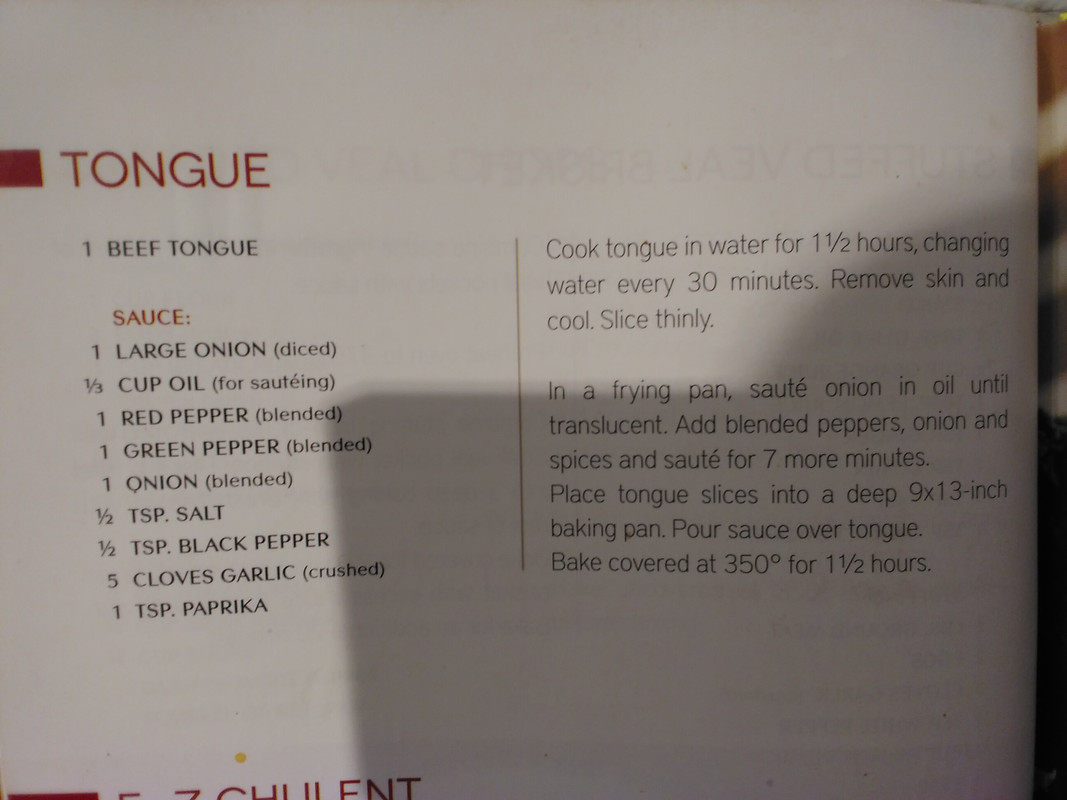 TONGUE
1 BEEF TONGUE
SAUCE:
1 LARGE ONION (diced)
⅓ CUP OIL (for sautéing)
1 RED PEPPER (blended)
1 GREEN PEPPER (blended)
1 ONION (blended)
½ TSP. SALT
½ TSP. BLACK PEPPER
5 CLOVES GARLIC (crushed)
1 TSP. PAPRIKA
Cook tongue in water for 1½ hours, changing
water every 30 minutes. Remove skin and
cool. Slice thinly.
In a frying pan, sauté onion in oil until
translucent. Add blended peppers, onion and
spices and sauté for 7 more minutes.
Place tongue slices into a deep 9x13-inch
baking pan. Pour sauce over tongue.
Bake covered at 350° for 1½ hours.
CHULENT